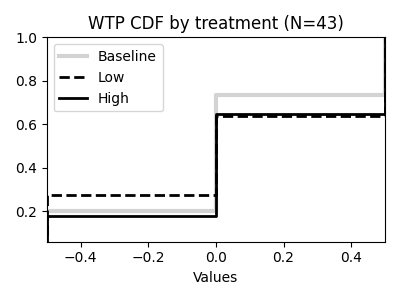 WTP CDF by treatment (N=43)
Baseline
Low
High
1.0
0.8
0.6
0.4
0.2
−0.4 −0.2 0.0 0.2 0.4
Values